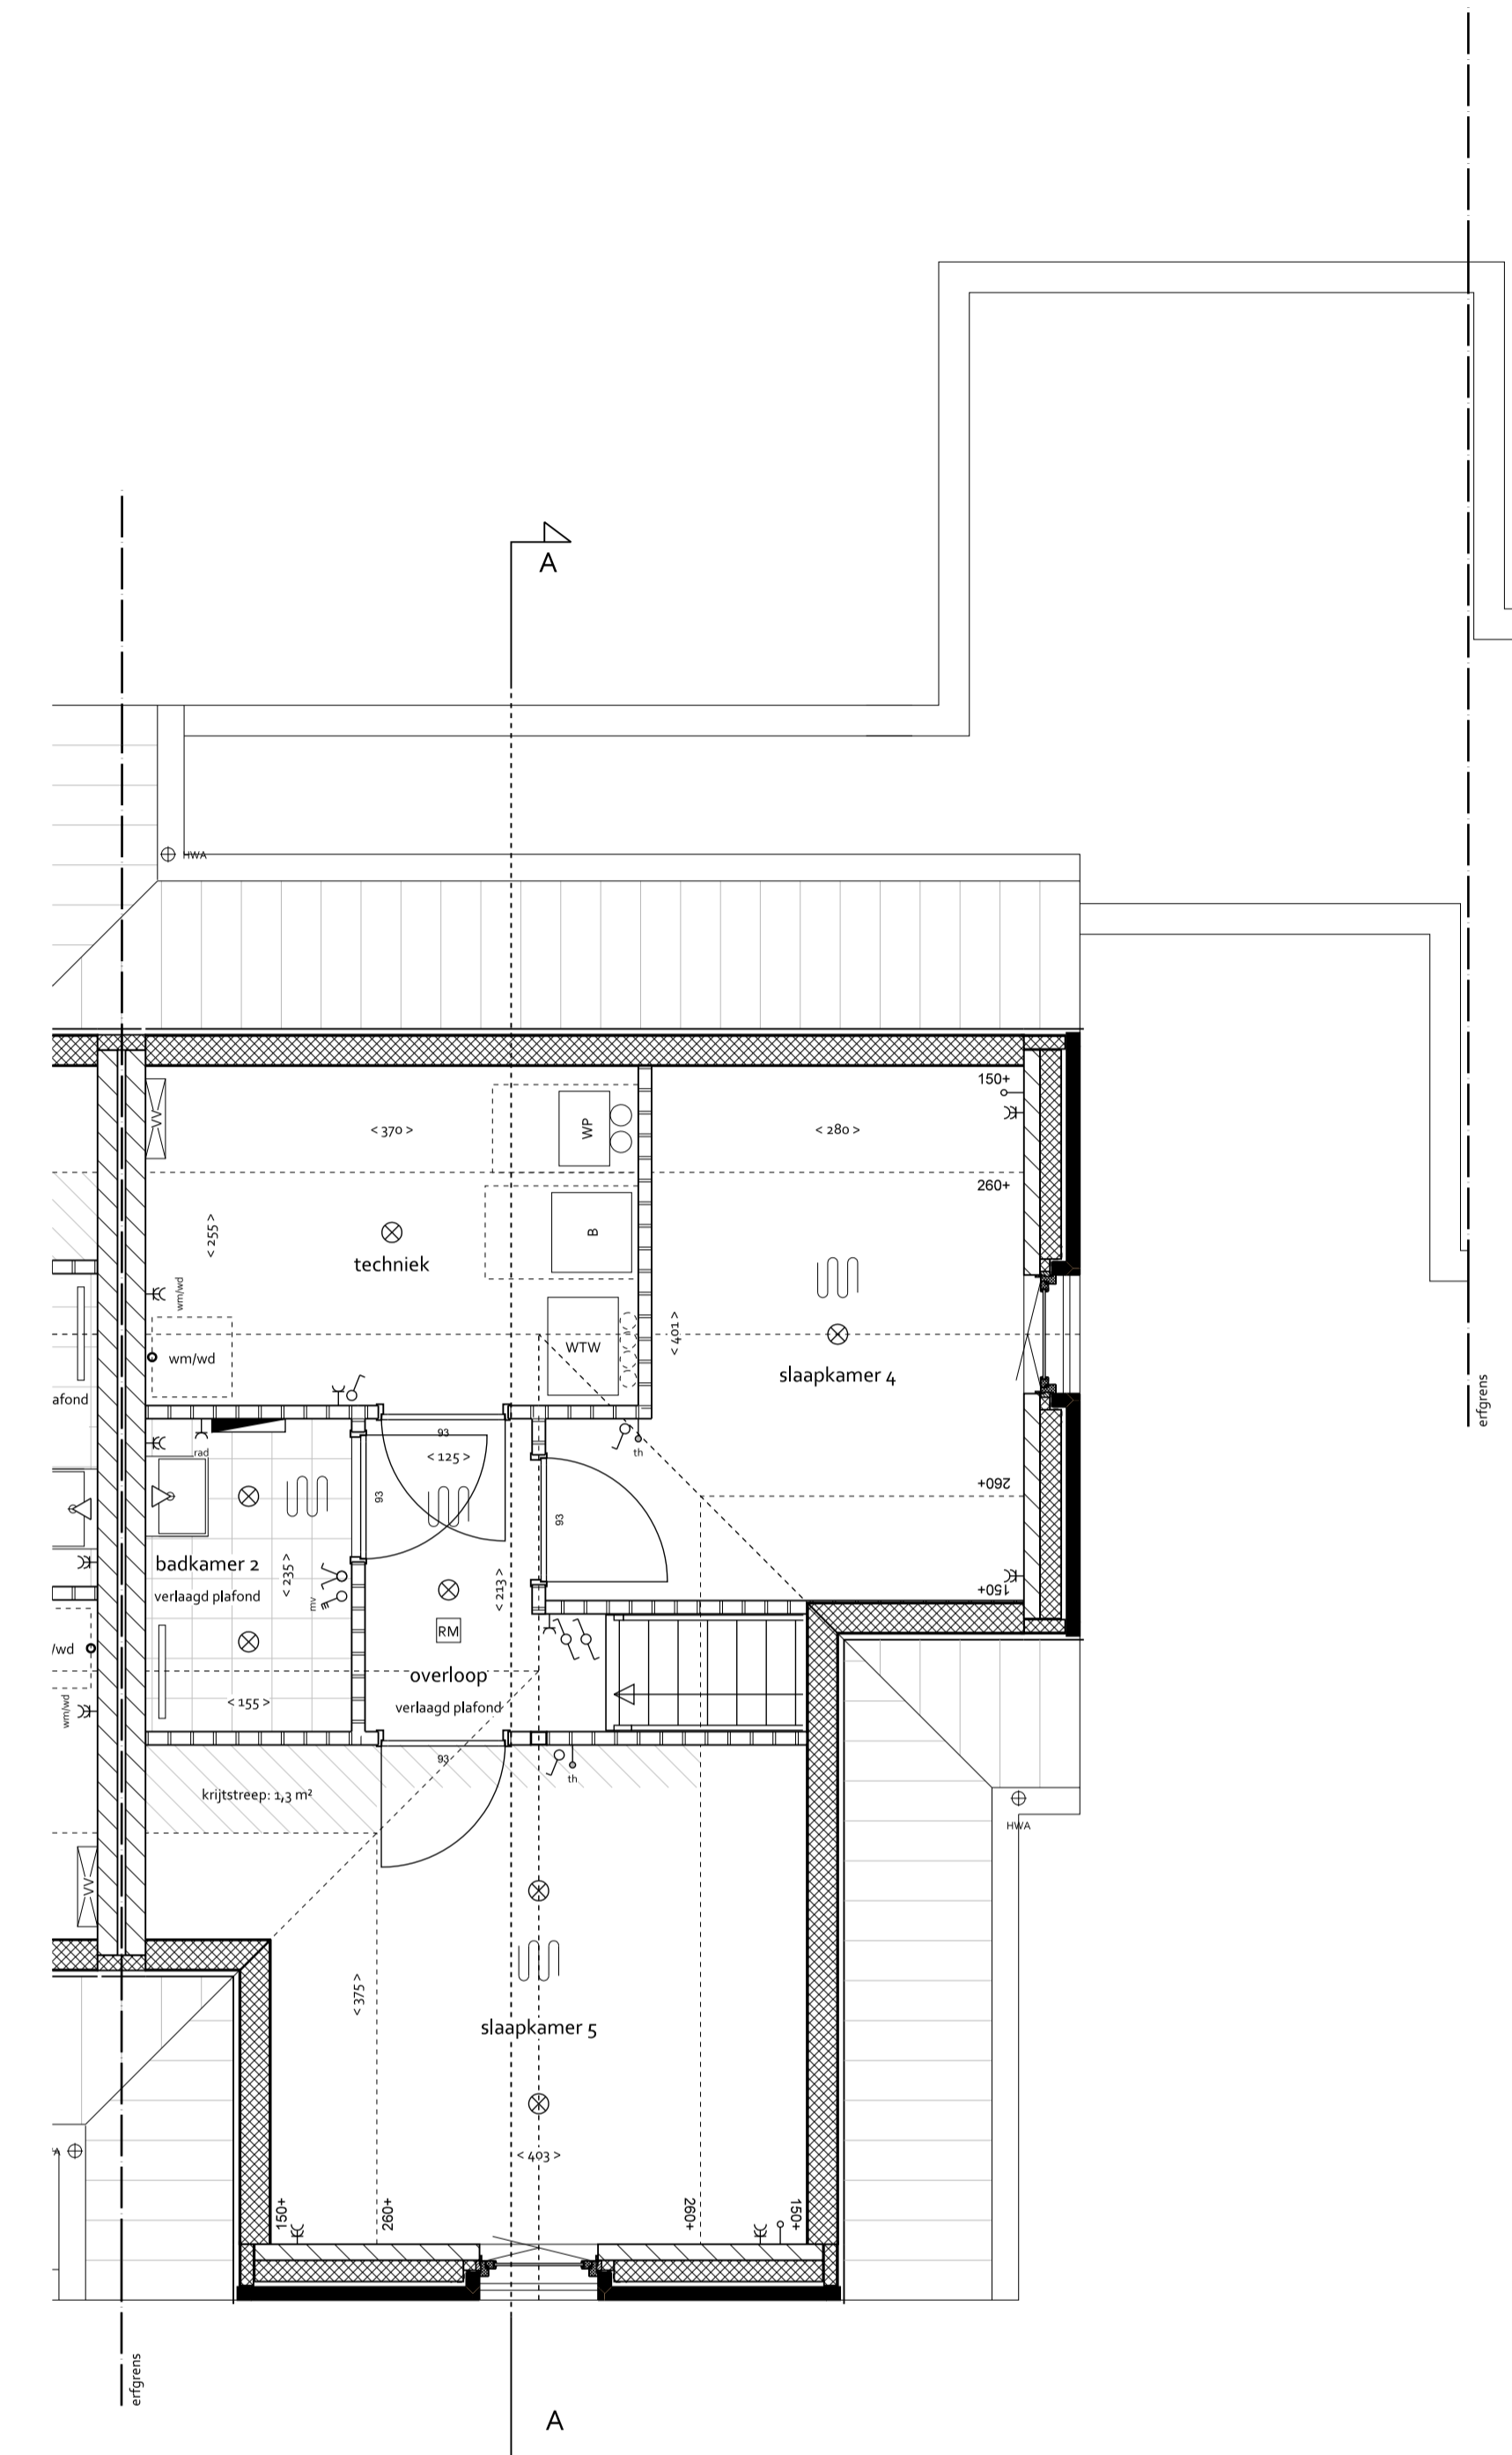 A
HWA
erfgrens
150+
VV
< 370 >
WP
< 280 >
260+
< 255 >
B
techniek
wm/wd
WTW
< 401 >
wm/wd
slaapkamer 4
afond
93
rad
< 125 >
th
93
93
260+
badkamer 2
< 235 >
verlaagd plafond
mv
< 213 >
150+
RM
/wd
overloop
< 155 >
verlaagd plafond
wm/wd
93
th
krijtstreep: 1,3 m²
HWA
VV
< 375 >
slaapkamer 5
< 403 >
150+
260+
260+
150+
erfgrens
A